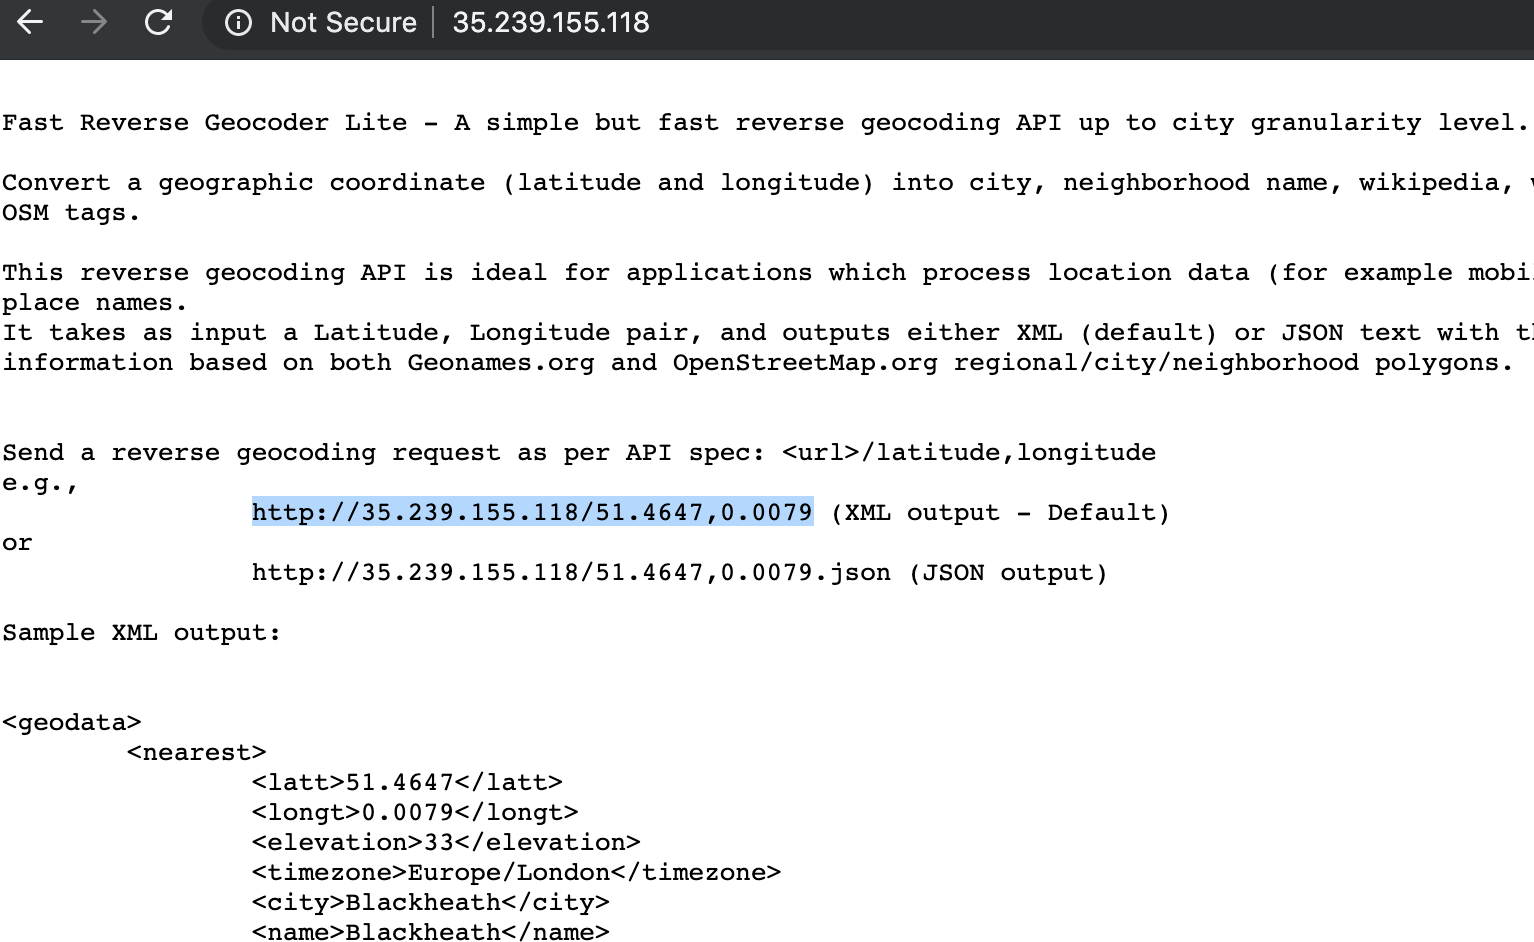 Not Secure | 35.239.155.118
Fast Reverse Geocoder Lite – A simple but fast reverse geocoding API up to city granularity level.
Convert a geographic coordinate (latitude and longitude) into city, neighborhood name, wikipedia,
OSM tags.
This reverse geocoding API is ideal for applications which process location data (for example
place names.
It takes as input a Latitude, Longitude pair, and outputs either XML (default) or JSON text with
information based on both Geonames.org and OpenStreetMap.org regional/city/neighborhood polygons.
Send a reverse geocoding request as per API spec: <url>/latitude,longitude
e.g.,
http://35.239.155.118/51.4647,0.0079 (XML output – Default)
or
http://35.239.155.118/51.4647,0.0079.json (JSON output)
Sample XML output:
<geodata>
<nearest>
<latt>51.4647</latt>
<longt>0.0079</longt>
<elevation>33</elevation>
<timezone>Europe/London</timezone>
<city>Blackheath</city>
<name>Blackheath</name>